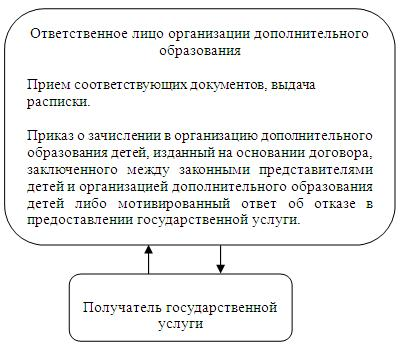 Ответственное лицо организации дополнительного
образования
Прием соответствующих документов, выдача
расписки.
Приказ о зачислении в организацию дополнительного
образования детей, изданный на основании договора,
заключенного между законными представителями
детей и организацией дополнительного образования
детей либо мотивированный ответ об отказе в
предоставлении государственной услуги.
Получатель государственной
услуги